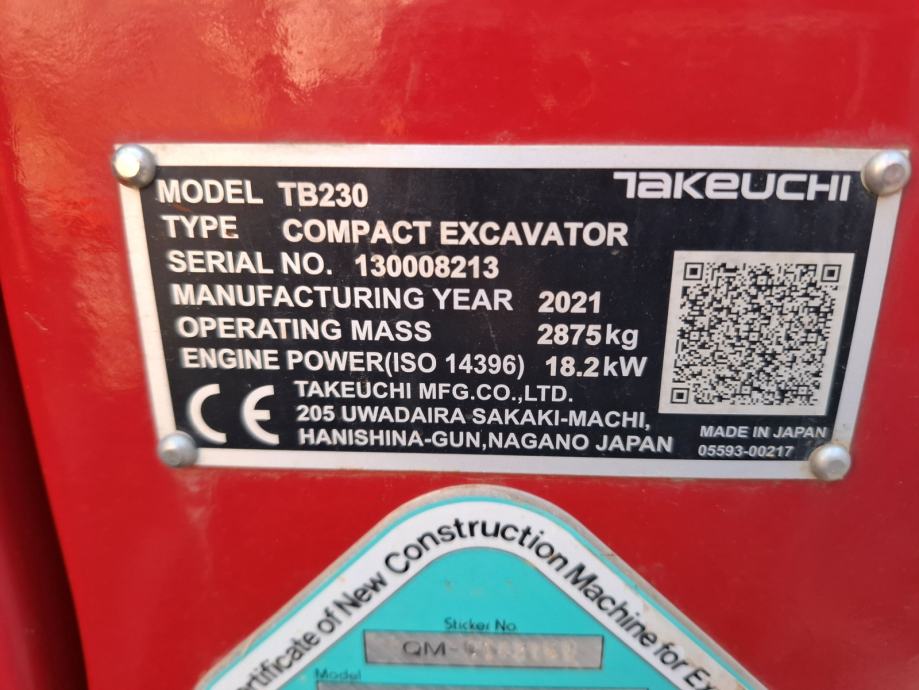 TAKEUCHI
MODEL TB230
TYPE COMPACT EXCAVATOR
SERIAL NO. 130008213
MANUFACTURING YEAR 2021
OPERATING MASS 2875kg
ENGINE POWER(ISO 14396) 18.2kW
CE
TAKEUCHI MFG.CO.,LTD.
205 UWADAIRA SAKAKI-MACHI,
HANISHINA-GUN,NAGANO JAPAN
MADE IN JAPAN
05593-00217
of New Construction Machine for
Sticker No.
QM-
Model